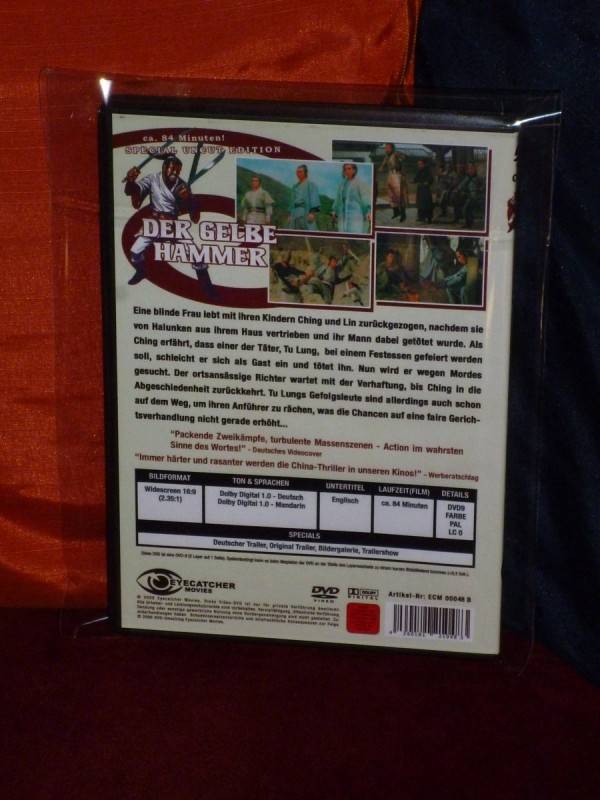 ca. 84 Minuten!
SPECIAL UNCUT EDITION
DER GELBE
HAMMER
Eine blinde Frau lebt mit ihren Kindern Ching und Lin zurückgezogen, nachdem sie
von Halunken aus ihrem Haus vertrieben und ihr Mann dabei getötet wurde. Als
Ching erfährt, dass einer der Täter, Tu Lung, bei einem Festessen gefeiert werden
soll, schleicht er sich als Gast ein und tötet ihn. Nun wird er wegen Mordes
gesucht. Der ortsansässige Richter wartet mit der Verhaftung, bis Ching in die
Abgeschiedenheit zurückkehrt. Tu Lungs Gefolgsleute sind allerdings auch schon
auf dem Weg, um ihren Anführer zu rächen, was die Chancen auf eine faire Gerich-
tsverhandlung nicht gerade erhöht...
"Packende Zweikämpfe, turbulente Massenszenen - Action im wahrsten
Sinne des Wortes!" - Deutsches Videocover
"Immer härter und rasanter werden die China-Thriller in unseren Kinos!" - Werberatschlag
BILDFORMAT TON & SPRACHEN UNTERTITEL LAUFZEIT(FILM) DETAILS
Widescreen 16:9 Dolby Digital 1.0 - Deutsch Englisch ca. 84 Minuten DVD9
(2.35:1) Dolby Digital 1.0 - Mandarin FARBE
PAL
LC 0
SPECIALS
Deutscher Trailer, Original Trailer, Bildergalerie, Trailershow
EYECATCHER
MOVIES
DVD
VIDEO
DOLBY
DIGITAL
Artikel-Nr: ECM 00048 B